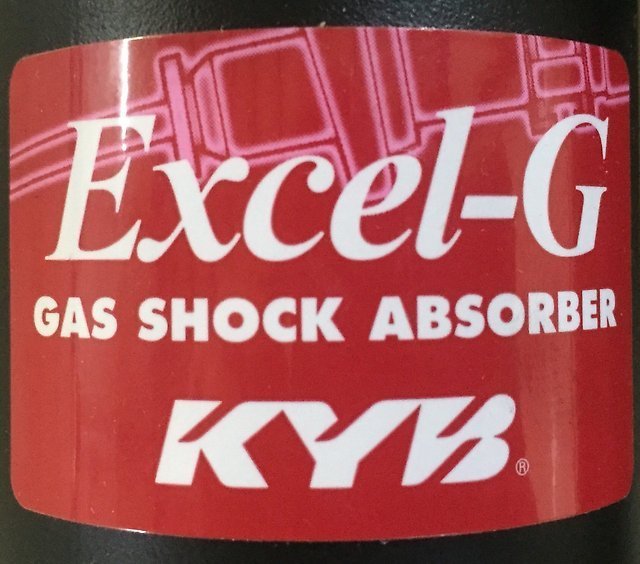 Excel-G
GAS SHOCK ABSORBER
KYB®